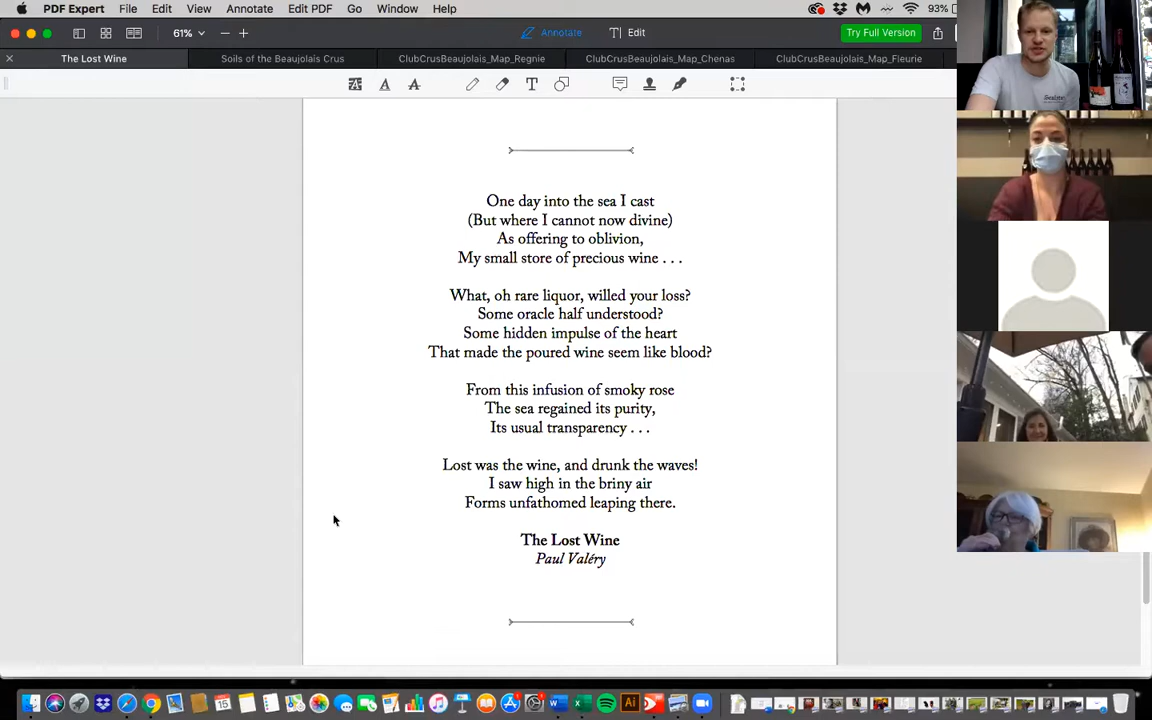 PDF Expert File Edit View Annotate Edit PDF Go Window Help 93%
61% Annotate Edit Try Full Version
The Lost Wine Soils of the Beaujolais Crus ClubCrusBeaujolais_Map_Regnie ClubCrusBeaujolais_Map_Chenas ClubCrusBeaujolais_Map_Fleurie
One day into the sea I cast
(But where I cannot now divine)
As offering to oblivion,
My small store of precious wine . . .
What, oh rare liquor, willed your loss?
Some oracle half understood?
Some hidden impulse of the heart
That made the poured wine seem like blood?
From this infusion of smoky rose
The sea regained its purity,
Its usual transparency . . .
Lost was the wine, and drunk the waves!
I saw high in the briny air
Forms unfathomed leaping there.
The Lost Wine
Paul Valéry